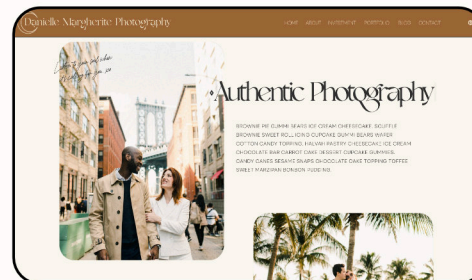 Danielle Margherite Photography
HOME ABOUT INVESTMENT PORTFOLIO BLOG CONTACT
Authentic Photography
BROWNIE PIE GUMMI BEARS ICE CREAM CHEESECAKE. SOUFFLE
BROWNIE SWEET ROLL ICING CUPCAKE GUMMI BEARS WAFER
COTTON CANDY TOPPING. HALVAH PASTRY CHEESECAKE ICE CREAM
CHOCOLATE BAR CARROT CAKE DESSERT CUPCAKE GUMMIES.
CANDY CANES SESAME SNAPS CHOCOLATE CAKE TOPPING TOFFEE
SWEET MARZIPAN BONBON PUDDING.